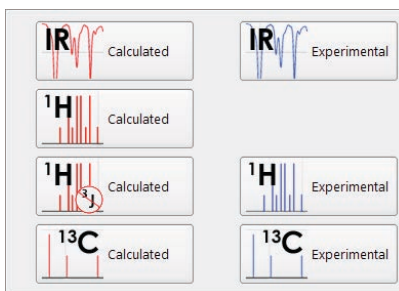 IR Calculated
IR Experimental
¹H Calculated
¹H ³J Calculated
¹H Experimental
¹³C Calculated
¹³C Experimental